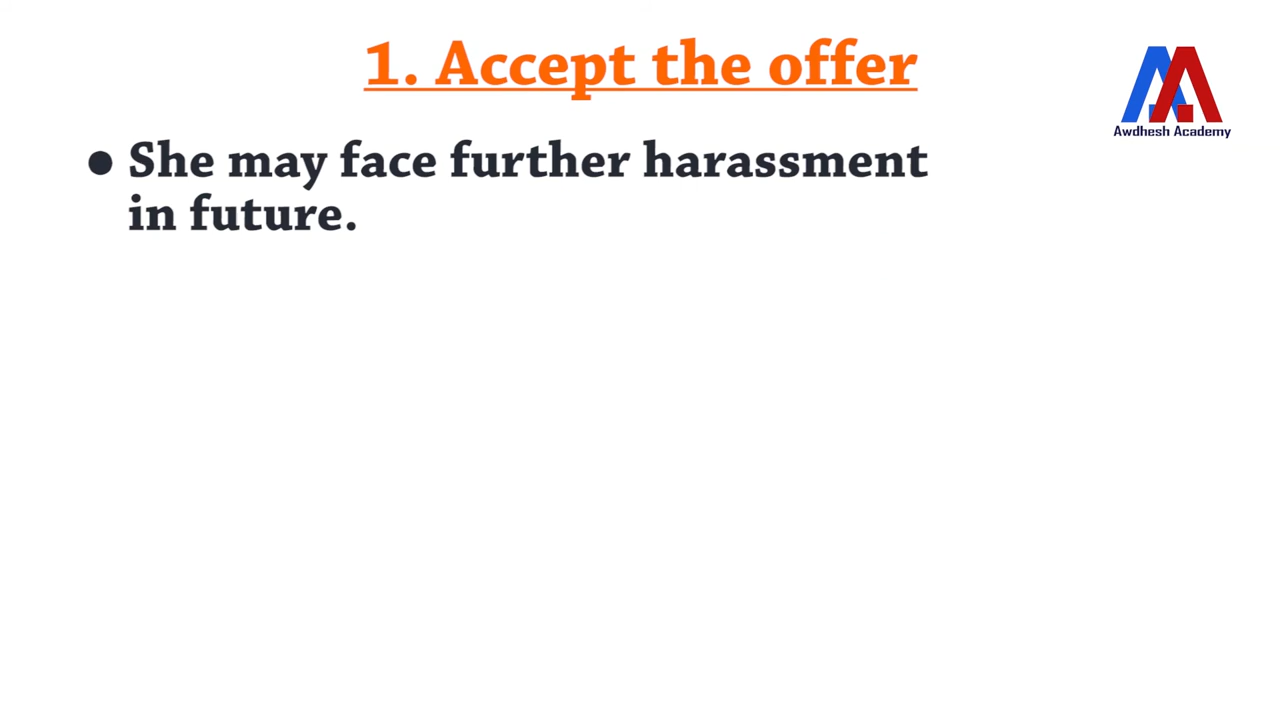 1. Accept the offer
Awdhesh Academy
● She may face further harassment
in future.